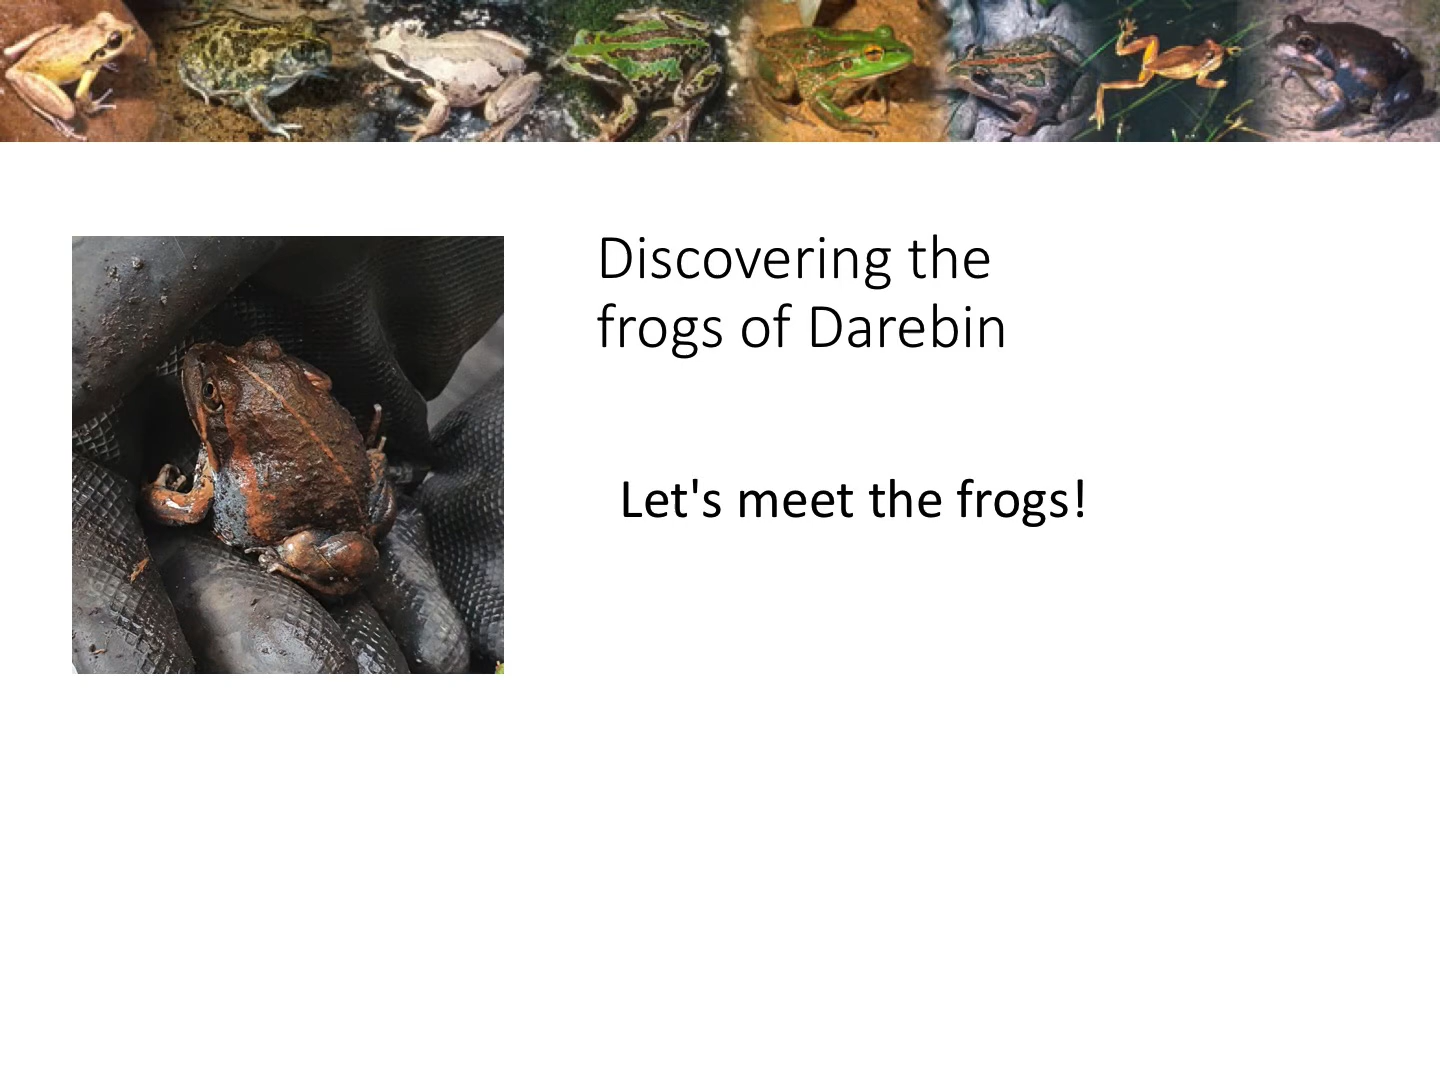 Discovering the
frogs of Darebin
Let's meet the frogs!